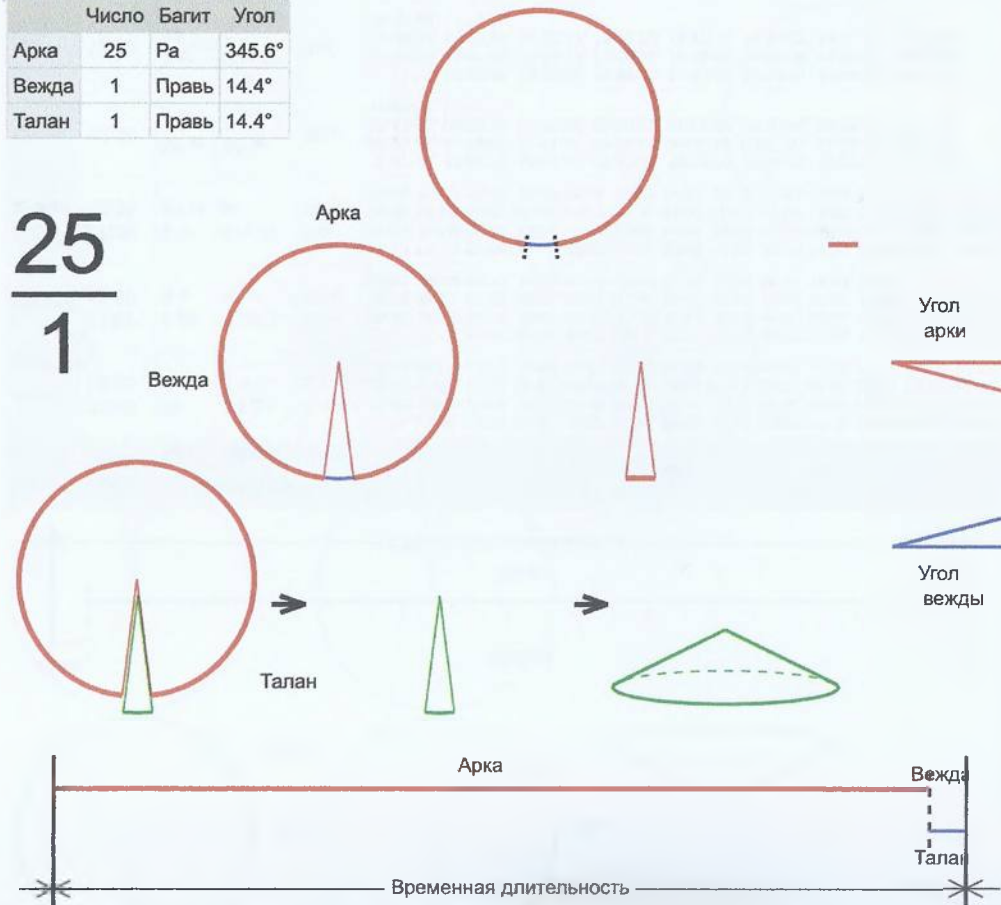 Число Багит Угол
Арка 25 Ра 345.6°
Вежда 1 Правь 14.4°
Талан 1 Правь 14.4°
25
1
Арка
Вежда
Угол
арки
Угол
вежды
Талан
Арка
Вежда
Талан
Временная длительность